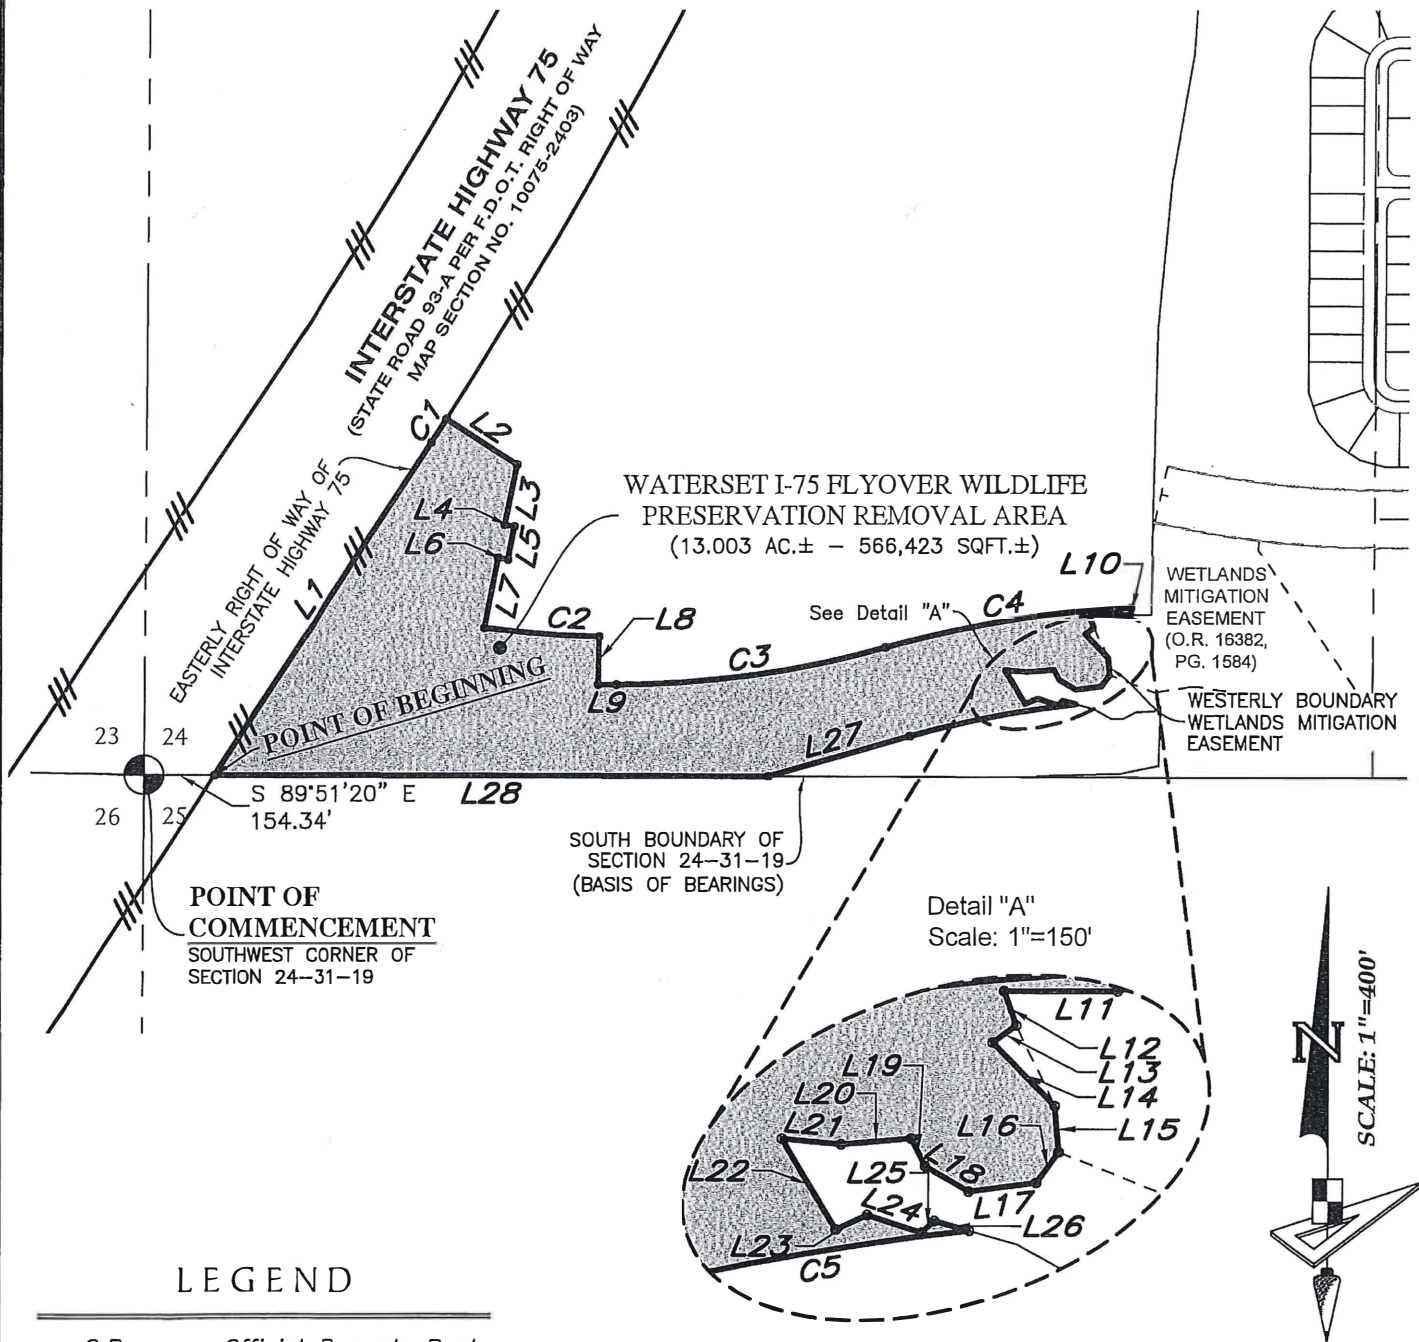 INTERSTATE HIGHWAY 75
(STATE ROAD 93-A PER F.D.O.T. RIGHT OF WAY
MAP SECTION NO. 10075-2403)
EASTERLY RIGHT OF WAY OF
INTERSTATE HIGHWAY 75
C1
L2
L3
L4
L5
L6
L7
L1
WATERSET I-75 FLYOVER WILDLIFE
PRESERVATION REMOVAL AREA
(13.003 AC.± – 566,423 SQFT.±)
L10
C2
L8
See Detail "A"
C4
WETLANDS
MITIGATION
EASEMENT
(O.R. 16382,
PG. 1584)
C3
L9
POINT OF BEGINNING
WESTERLY BOUNDARY
WETLANDS MITIGATION
EASEMENT
L27
23
24
26
25
S 89°51'20" E
154.34'
L28
SOUTH BOUNDARY OF
SECTION 24–31–19
(BASIS OF BEARINGS)
POINT OF
COMMENCEMENT
SOUTHWEST CORNER OF
SECTION 24–31–19
Detail "A"
Scale: 1"=150'
L11
L12
L13
L14
L15
L16
L17
L18
L19
L20
L21
L22
L23
L24
L25
L26
C5
N
SCALE: 1"=400'
LEGEND